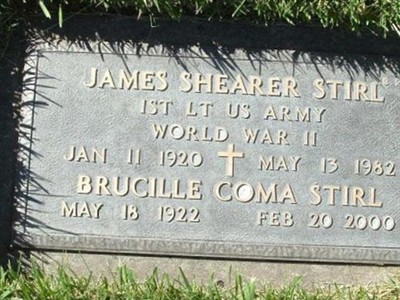 JAMES SHEARER STIRL
1ST LT US ARMY
WORLD WAR II
JAN 11 1920 MAY 13 1982
BRUCILLE COMA STIRL
MAY 18 1922 FEB 20 2000